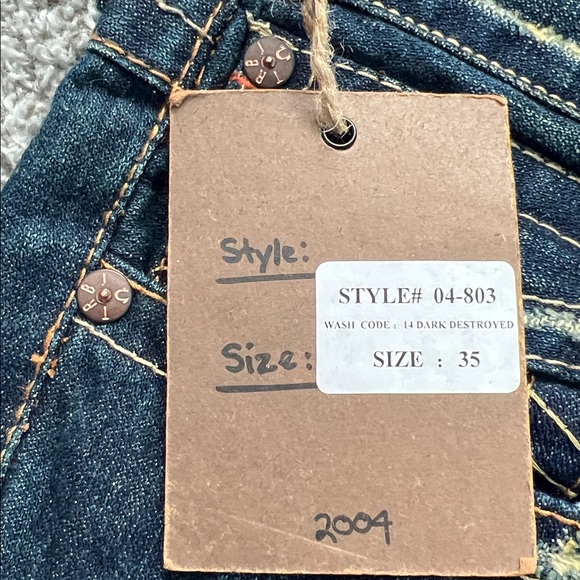 Style:
STYLE# 04-803
WASH CODE : 14 DARK DESTROYED
Size:
SIZE : 35
2004